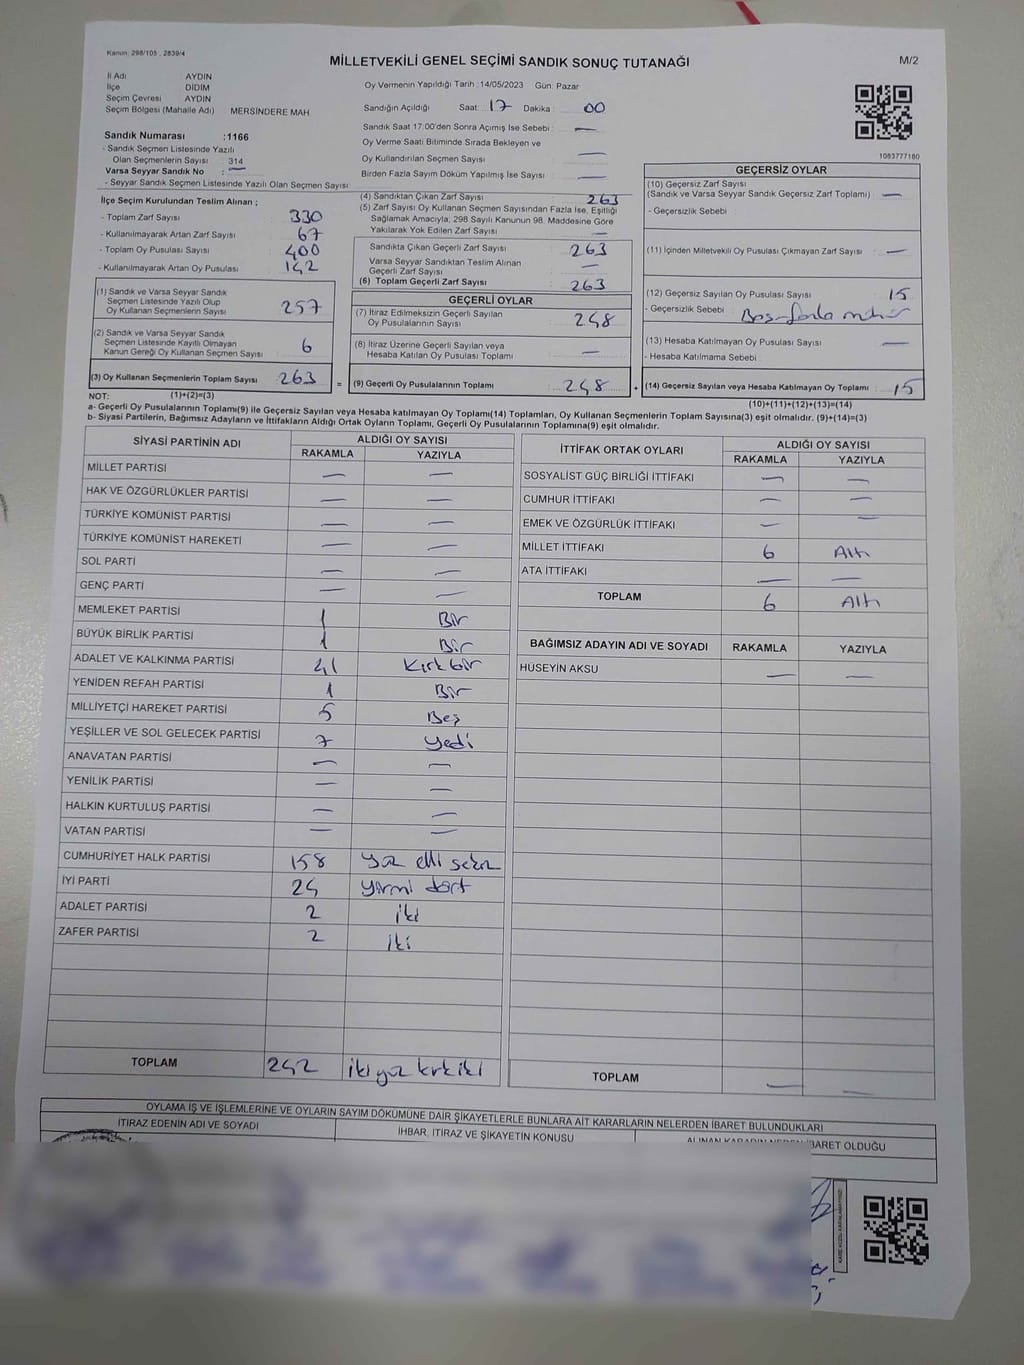 Kanun: 298/105 , 2839/4
MİLLETVEKİLİ GENEL SEÇİMİ SANDIK SONUÇ TUTANAĞI
M/2
İl Adı AYDIN
İlçe DİDİM
Seçim Çevresi AYDIN
Seçim Bölgesi (Mahalle Adı) MERSİNDERE MAH
Sandık Numarası :1166
- Sandık Seçmen Listesinde Yazılı
Olan Seçmenlerin Sayısı : 314
Varsa Seyyar Sandık No : —
- Seyyar Sandık Seçmen Listesinde Yazılı Olan Seçmen Sayısı
Oy Vermenin Yapıldığı Tarih :14/05/2023 Gün: Pazar
Sandığın Açıldığı Saat: 17 Dakika : 00
Sandık Saat 17:00'den Sonra Açımış İse Sebebi : —
Oy Verme Saati Bitiminde Sırada Bekleyen ve
Oy Kullandırılan Seçmen Sayısı : —
Birden Fazla Sayım Döküm Yapılmış İse Sayısı : —
1083777180
İlçe Seçim Kurulundan Teslim Alınan ;
- Toplam Zarf Sayısı : 330
- Kullanılmayarak Artan Zarf Sayısı : 67
- Toplam Oy Pusulası Sayısı : 400
- Kullanılmayarak Artan Oy Pusulası : 142
(1) Sandık ve Varsa Seyyar Sandık
Seçmen Listesinde Yazılı Olup
Oy Kullanan Seçmenlerin Sayısı : 257
(2) Sandık ve Varsa Seyyar Sandık
Seçmen Listesinde Kayıtlı Olmayan
Kanun Gereği Oy Kullanan Seçmen Sayısı : 6
(3) Oy Kullanan Seçmenlerin Toplam Sayısı : 263
(4) Sandıktan Çıkan Zarf Sayısı : 263
(5) Zarf Sayısı Oy Kullanan Seçmen Sayısından Fazla İse, Eşitliği
Sağlamak Amacıyla, 298 Sayılı Kanunun 98. Maddesine Göre
Yakılarak Yok Edilen Zarf Sayısı : —
Sandıkta Çıkan Geçerli Zarf Sayısı : 263
Varsa Seyyar Sandıktan Teslim Alınan
Geçerli Zarf Sayısı : —
(6) Toplam Geçerli Zarf Sayısı : 263
GEÇERLİ OYLAR
(7) İtiraz Edilmeksizin Geçerli Sayılan
Oy Pusulalarının Sayısı : 248
(8) İtiraz Üzerine Geçerli Sayılan veya
Hesaba Katılan Oy Pusulası Toplamı : —
= (9) Geçerli Oy Pusulalarının Toplamı : 248
GEÇERSİZ OYLAR
(10) Geçersiz Zarf Sayısı
(Sandık ve Varsa Seyyar Sandık Geçersiz Zarf Toplamı) : —
- Geçersizlik Sebebi :
(11) İçinden Milletvekili Oy Pusulası Çıkmayan Zarf Sayısı : —
(12) Geçersiz Sayılan Oy Pusulası Sayısı : 15
- Geçersizlik Sebebi : Boş-fazla mühür
(13) Hesaba Katılmayan Oy Pusulası Sayısı : —
- Hesaba Katılmama Sebebi :
+ (14) Geçersiz Sayılan veya Hesaba Katılmayan Oy Toplamı : 15
NOT: (1)+(2)=(3)
(10)+(11)+(12)+(13)=(14)
a- Geçerli Oy Pusulalarının Toplamı(9) ile Geçersiz Sayılan veya Hesaba katılmayan Oy Toplamı(14) Toplamları, Oy Kullanan Seçmenlerin Toplam Sayısına(3) eşit olmalıdır. (9)+(14)=(3)
b- Siyasi Partilerin, Bağımsız Adayların ve İttifakların Aldığı Ortak Oyların Toplamı, Geçerli Oy Pusulalarının Toplamına(9) eşit olmalıdır.
SİYASİ PARTİNİN ADI ALDIĞI OY SAYISI
RAKAMLA YAZIYLA
MİLLET PARTİSİ — —
HAK VE ÖZGÜRLÜKLER PARTİSİ — —
TÜRKİYE KOMÜNİST PARTİSİ — —
TÜRKİYE KOMÜNİST HAREKETİ — —
SOL PARTİ — —
GENÇ PARTİ — —
MEMLEKET PARTİSİ 1 Bir
BÜYÜK BİRLİK PARTİSİ 1 Bir
ADALET VE KALKINMA PARTİSİ 41 Kırkbir
YENİDEN REFAH PARTİSİ 1 Bir
MİLLİYETÇİ HAREKET PARTİSİ 5 Beş
YEŞİLLER VE SOL GELECEK PARTİSİ 7 Yedi
ANAVATAN PARTİSİ — —
YENİLİK PARTİSİ — —
HALKIN KURTULUŞ PARTİSİ — —
VATAN PARTİSİ — —
CUMHURİYET HALK PARTİSİ 158 Yüz elli sekiz
İYİ PARTİ 24 Yirmi dört
ADALET PARTİSİ 2 iki
ZAFER PARTİSİ 2 iki
TOPLAM 242 ikiyüz kırkiki
İTTİFAK ORTAK OYLARI ALDIĞI OY SAYISI
RAKAMLA YAZIYLA
SOSYALİST GÜÇ BİRLİĞİ İTTİFAKI — —
CUMHUR İTTİFAKI — —
EMEK VE ÖZGÜRLÜK İTTİFAKI — —
MİLLET İTTİFAKI 6 Altı
ATA İTTİFAKI — —
TOPLAM 6 Altı
BAĞIMSIZ ADAYIN ADI VE SOYADI RAKAMLA YAZIYLA
HÜSEYİN AKSU — —
TOPLAM — —
OYLAMA İŞ VE İŞLEMLERİNE VE OYLARIN SAYIM DÖKÜMÜNE DAİR ŞİKAYETLERLE BUNLARA AİT KARARLARIN NELERDEN İBARET BULUNDUKLARI
İTİRAZ EDENİN ADI VE SOYADI İHBAR, İTİRAZ VE ŞİKAYETİN KONUSU ALINAN KARARIN NEDEN İBARET OLDUĞU